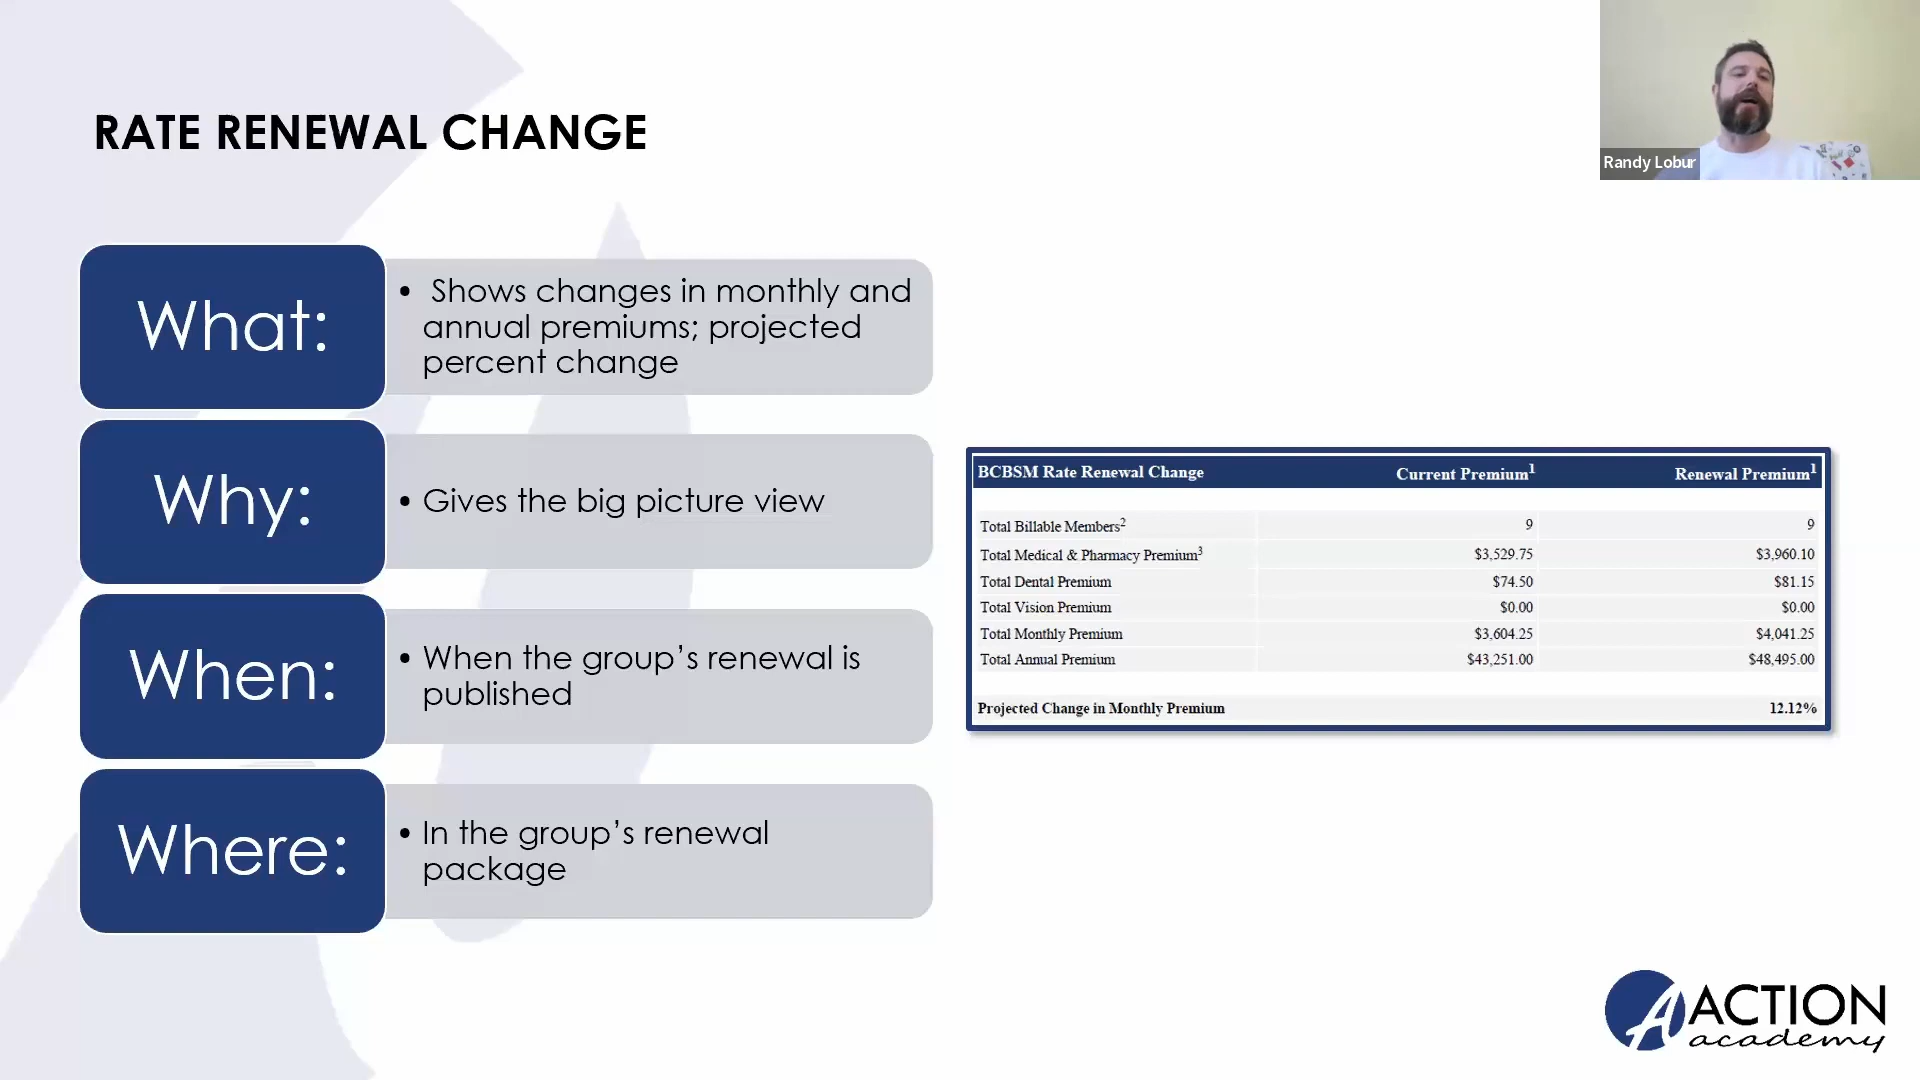 RATE RENEWAL CHANGE
Randy Lobur
What:
• Shows changes in monthly and
annual premiums; projected
percent change
Why:
• Gives the big picture view
When:
• When the group’s renewal is
published
Where:
• In the group’s renewal
package
BCBSM Rate Renewal Change Current Premium¹ Renewal Premium¹
Total Billable Members² 9 9
Total Medical & Pharmacy Premium³ $3,529.75 $3,960.10
Total Dental Premium $74.50 $81.15
Total Vision Premium $0.00 $0.00
Total Monthly Premium $3,604.25 $4,041.25
Total Annual Premium $43,251.00 $48,495.00
Projected Change in Monthly Premium 12.12%
A ACTION
academy